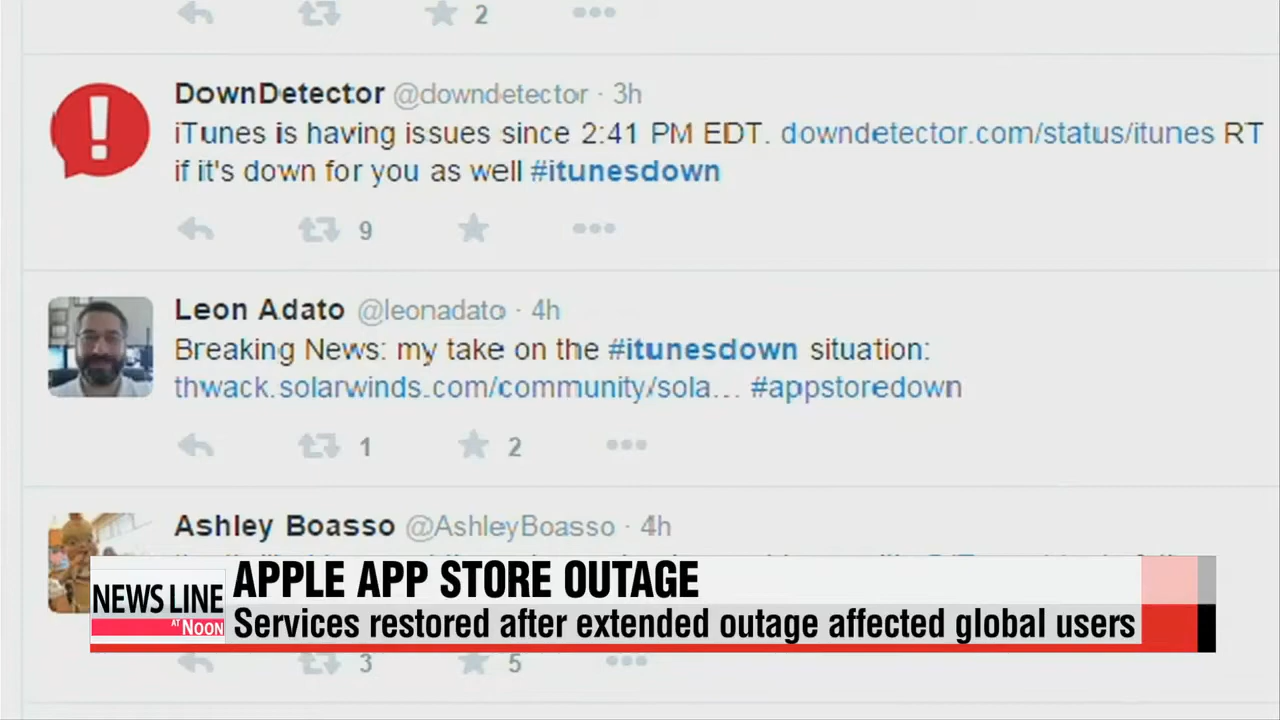 2
DownDetector @downdetector · 3h
iTunes is having issues since 2:41 PM EDT. downdetector.com/status/itunes RT
if it's down for you as well #itunesdown
9
Leon Adato @leonadato · 4h
Breaking News: my take on the #itunesdown situation:
thwack.solarwinds.com/community/sola... #appstoredown
1 2
Ashley Boasso @AshleyBoasso · 4h
NEWS LINE
AT NOON
APPLE APP STORE OUTAGE
Services restored after extended outage affected global users
3 5